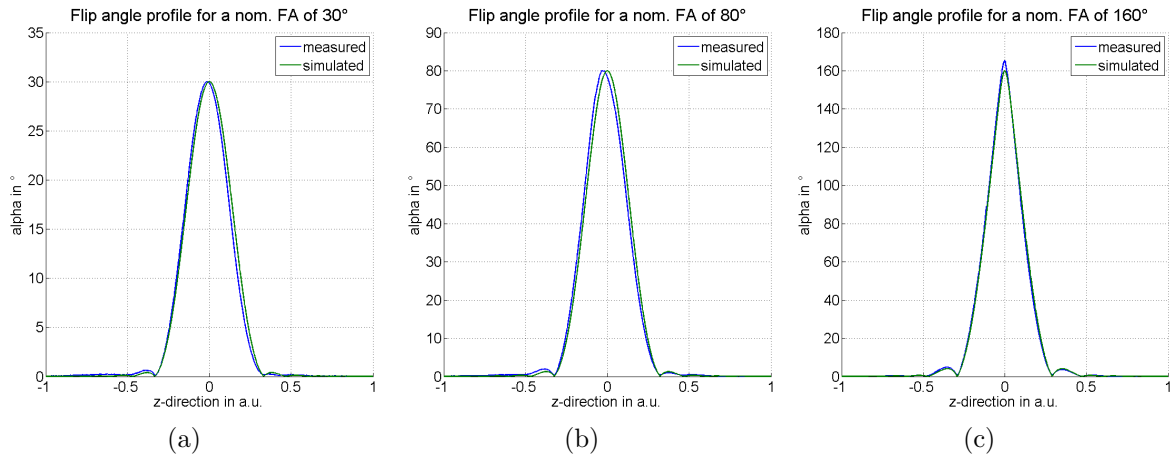 Flip angle profile for a nom. FA of 30°
35
30
25
20
15
10
5
0
alpha in °
measured
simulated
-1
-0.5
0
0.5
1
z-direction in a.u.
(a)
Flip angle profile for a nom. FA of 80°
90
80
70
60
50
40
30
20
10
0
alpha in °
measured
simulated
-1
-0.5
0
0.5
1
z-direction in a.u.
(b)
Flip angle profile for a nom. FA of 160°
180
160
140
120
100
80
60
40
20
0
alpha in °
measured
simulated
-1
-0.5
0
0.5
1
z-direction in a.u.
(c)